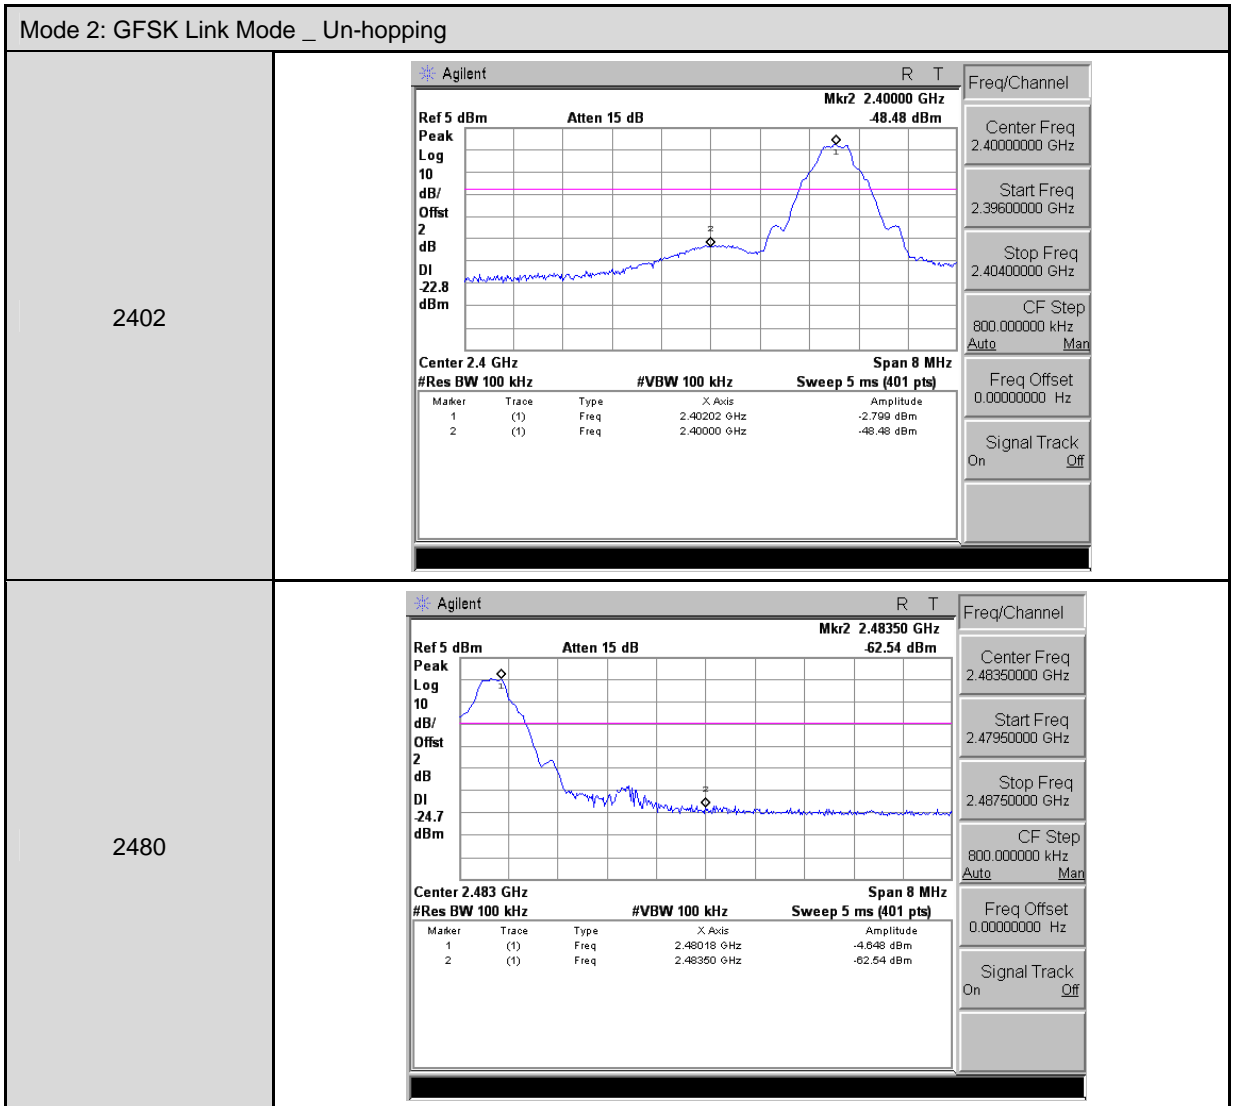 Mode 2: GFSK Link Mode _ Un-hopping
2402
Agilent
R T
Mkr2 2.40000 GHz
Ref 5 dBm Atten 15 dB -48.48 dBm
Peak
Log
10
dB/
Offst
2
dB
DI
-22.8
dBm
1
2
Center 2.4 GHz Span 8 MHz
#Res BW 100 kHz #VBW 100 kHz Sweep 5 ms (401 pts)
Marker Trace Type X Axis Amplitude
1 (1) Freq 2.40202 GHz -2.799 dBm
2 (1) Freq 2.40000 GHz -48.48 dBm
Freq/Channel
Center Freq
2.40000000 GHz
Start Freq
2.39600000 GHz
Stop Freq
2.40400000 GHz
CF Step
800.000000 kHz
Auto Man
Freq Offset
0.00000000 Hz
Signal Track
On Off
2480
Agilent
R T
Mkr2 2.48350 GHz
Ref 5 dBm Atten 15 dB -62.54 dBm
Peak
Log
10
dB/
Offst
2
dB
DI
-24.7
dBm
1
2
Center 2.483 GHz Span 8 MHz
#Res BW 100 kHz #VBW 100 kHz Sweep 5 ms (401 pts)
Marker Trace Type X Axis Amplitude
1 (1) Freq 2.48018 GHz -4.648 dBm
2 (1) Freq 2.48350 GHz -62.54 dBm
Freq/Channel
Center Freq
2.48350000 GHz
Start Freq
2.47950000 GHz
Stop Freq
2.48750000 GHz
CF Step
800.000000 kHz
Auto Man
Freq Offset
0.00000000 Hz
Signal Track
On Off